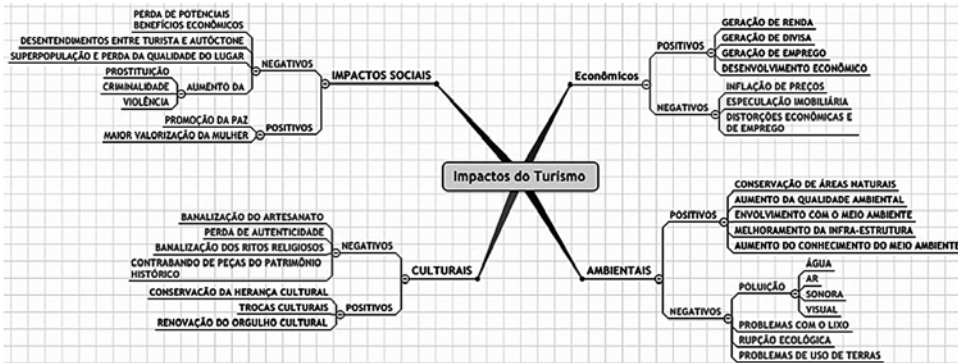 PERDA DE POTENCIAIS
BENEFÍCIOS ECONÔMICOS
DESENTENDIMENTOS ENTRE TURISTA E AUTÓCTONE
SUPERPOPULAÇÃO E PERDA DA QUALIDADE DO LUGAR
NEGATIVOS
PROSTITUIÇÃO
CRIMINALIDADE
VIOLÊNCIA
AUMENTO DA
IMPACTOS SOCIAIS
PROMOÇÃO DA PAZ
MAIOR VALORIZAÇÃO DA MULHER
POSITIVOS
Econômicos
POSITIVOS
GERAÇÃO DE RENDA
GERAÇÃO DE DIVISA
GERAÇÃO DE EMPREGO
DESENVOLVIMENTO ECONÔMICO
NEGATIVOS
INFLAÇÃO DE PREÇOS
ESPECULAÇÃO IMOBILIÁRIA
DISTORÇÕES ECONÔMICAS E
DE EMPREGO
Impactos do Turismo
BANALIZAÇÃO DO ARTESANATO
PERDA DE AUTENTICIDADE
BANALIZAÇÃO DOS RITOS RELIGIOSOS
CONTRABANDO DE PEÇAS DO PATRIMÔNIO
HISTÓRICO
NEGATIVOS
CULTURAIS
CONSERVACÃO DA HERANÇA CULTURAL
TROCAS CULTURAIS
RENOVAÇÃO DO ORGULHO CULTURAL
POSITIVOS
AMBIENTAIS
POSITIVOS
CONSERVAÇÃO DE ÁREAS NATURAIS
AUMENTO DA QUALIDADE AMBIENTAL
ENVOLVIMENTO COM O MEIO AMBIENTE
MELHORAMENTO DA INFRA-ESTRUTURA
AUMENTO DO CONHECIMENTO DO MEIO AMBIENTE
NEGATIVOS
POLUIÇÃO
ÁGUA
AR
SONORA
VISUAL
PROBLEMAS COM O LIXO
RUPÇÃO ECOLÓGICA
PROBLEMAS DE USO DE TERRAS